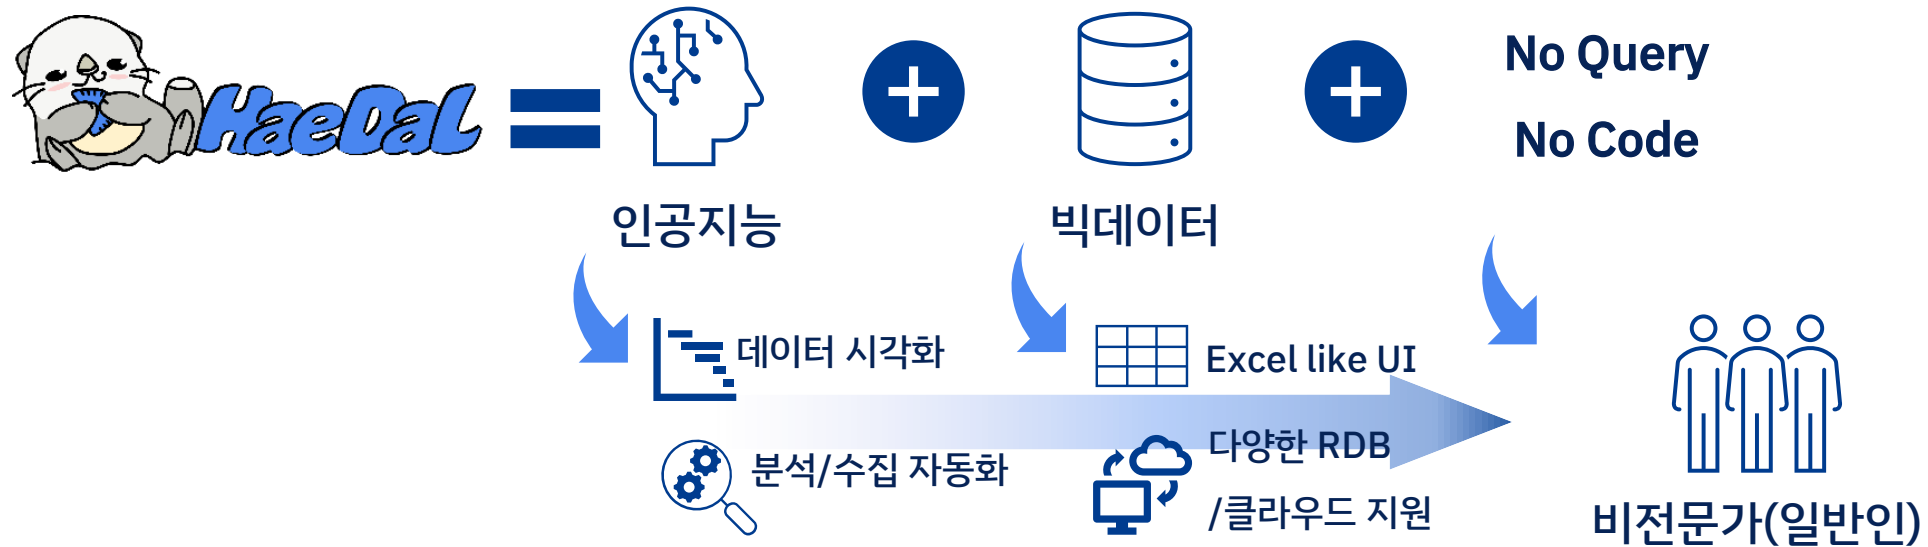 HaeDaL
인공지능
빅데이터
No Query
No Code
데이터 시각화
분석/수집 자동화
Excel like UI
다양한 RDB
/클라우드 지원
비전문가(일반인)